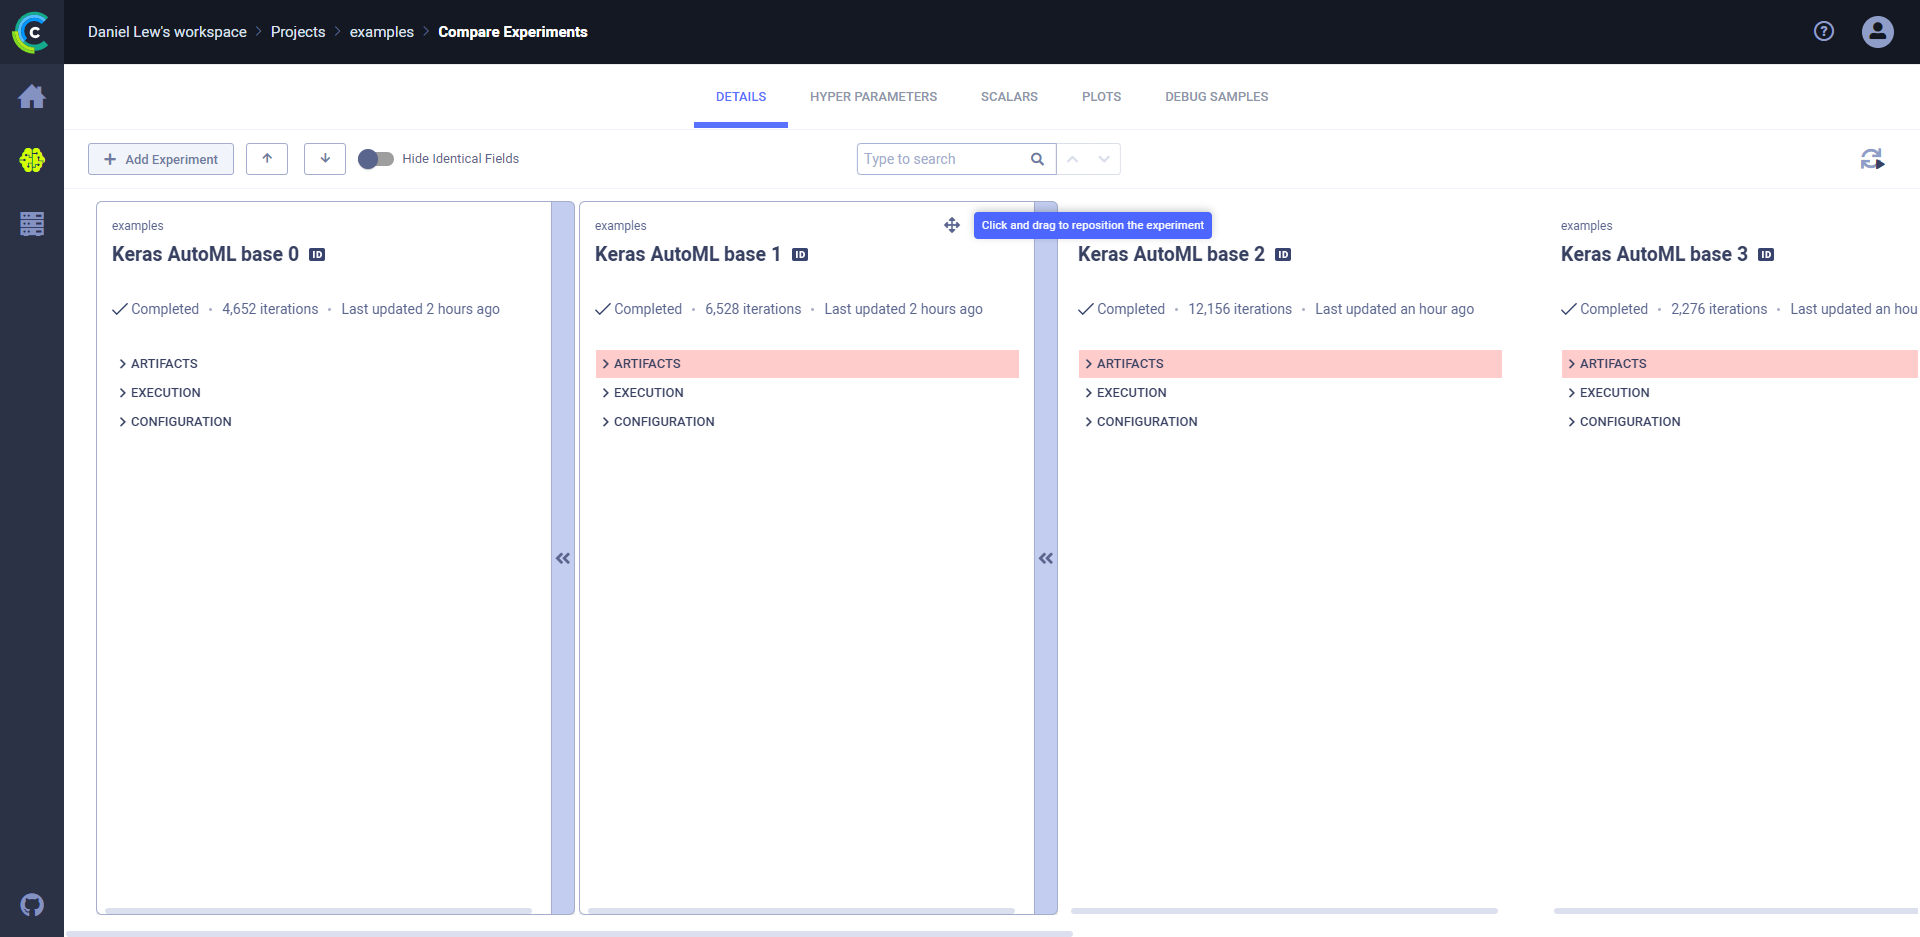 Daniel Lew's workspace > Projects > examples > Compare Experiments
DETAILS HYPER PARAMETERS SCALARS PLOTS DEBUG SAMPLES
Add Experiment Hide Identical Fields Type to search
examples
Keras AutoML base 0 ID
Completed • 4,652 iterations • Last updated 2 hours ago
ARTIFACTS
EXECUTION
CONFIGURATION
examples
Click and drag to reposition the experiment
Keras AutoML base 1 ID
Completed • 6,528 iterations • Last updated 2 hours ago
ARTIFACTS
EXECUTION
CONFIGURATION
Keras AutoML base 2 ID
Completed • 12,156 iterations • Last updated an hour ago
ARTIFACTS
EXECUTION
CONFIGURATION
examples
Keras AutoML base 3 ID
Completed • 2,276 iterations • Last updated an hou
ARTIFACTS
EXECUTION
CONFIGURATION